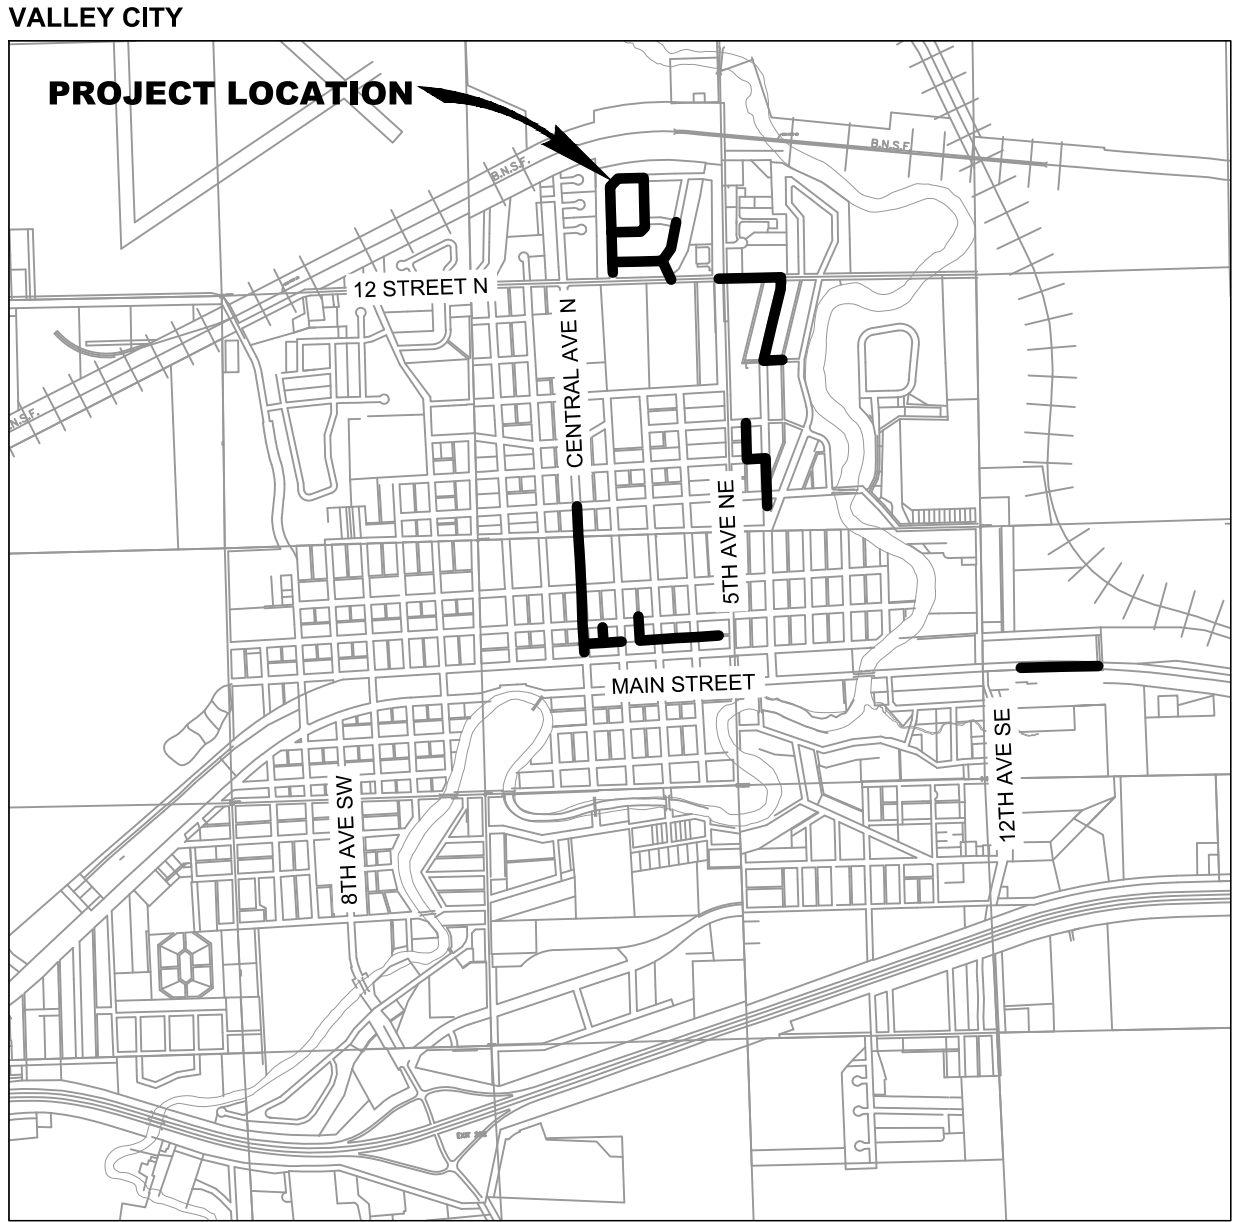 VALLEY CITY
PROJECT LOCATION
B.N.S.F.
B.N.S.F.
12 STREET N
CENTRAL AVE N
N.S.F.
5TH AVE NE
MAIN STREET
12TH AVE SE
8TH AVE SW